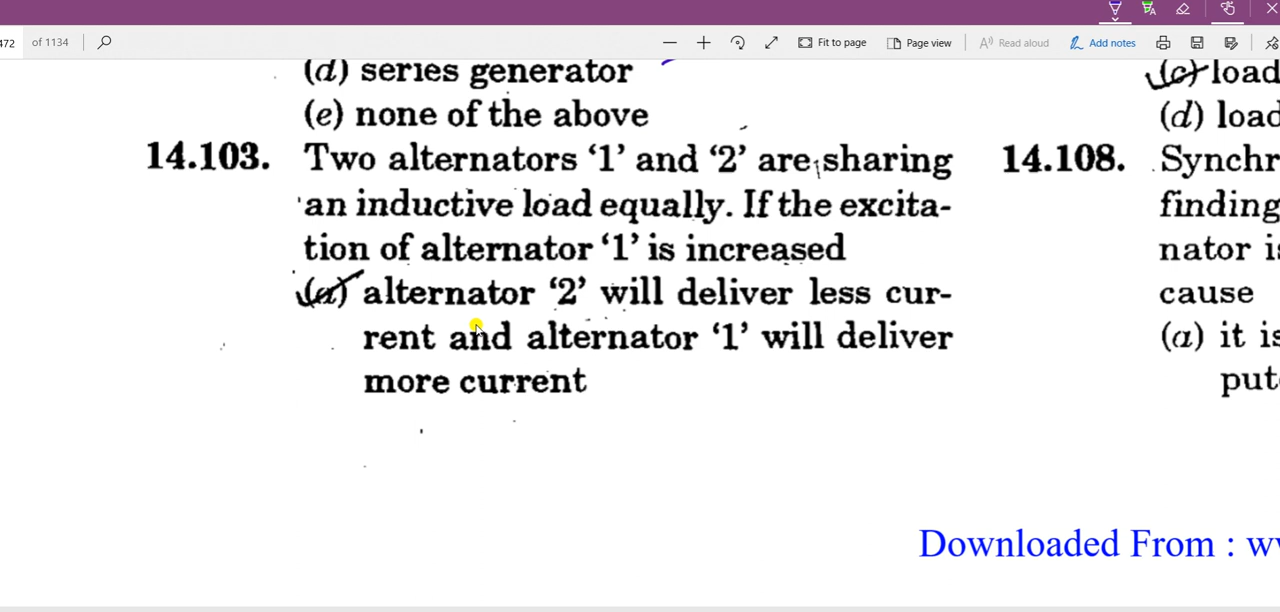 472 of 1134
Fit to page
Page view
Read aloud
Add notes
(d) series generator
(e) none of the above
14.103. Two alternators ‘1’ and ‘2’ are sharing
an inductive load equally. If the excita-
tion of alternator ‘1’ is increased
(a) alternator ‘2’ will deliver less cur-
rent and alternator ‘1’ will deliver
more current
(c) load
(d) load
14.108. Synchr
finding
nator is
cause
(a) it is
put
Downloaded From : w